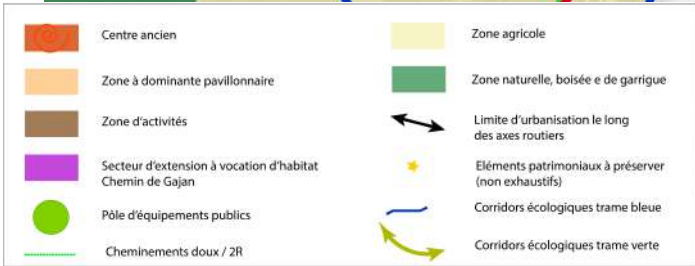 Centre ancien
Zone à dominante pavillonnaire
Zone d'activités
Secteur d'extension à vocation d'habitat
Chemin de Gajan
Pôle d'équipements publics
Cheminements doux / 2R
Zone agricole
Zone naturelle, boisée e de garrigue
Limite d'urbanisation le long
des axes routiers
Eléments patrimoniaux à préserver
(non exhaustifs)
Corridors écologiques trame bleue
Corridors écologiques trame verte